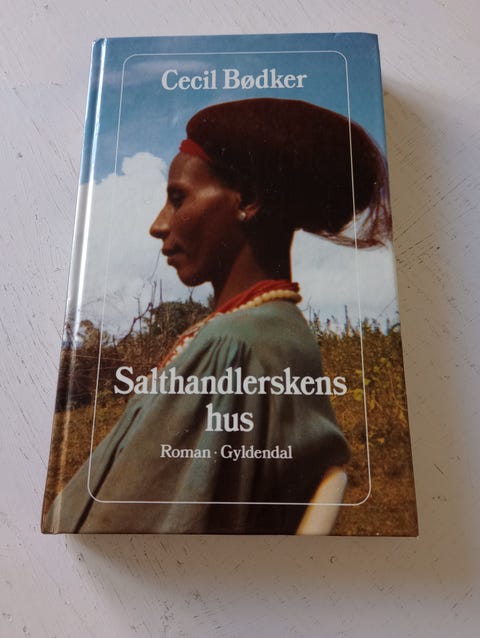 Cecil Bødker
Salthandlerskens
hus
Roman · Gyldendal